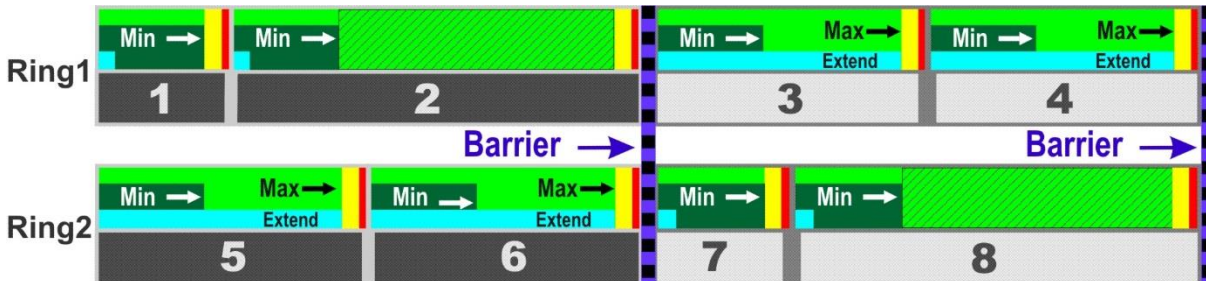 Ring1
Min Min Min Max Extend Min Max Extend
1 2 3 4
Barrier Barrier
Ring2
Min Max Extend Min Max Extend Min Min
5 6 7 8